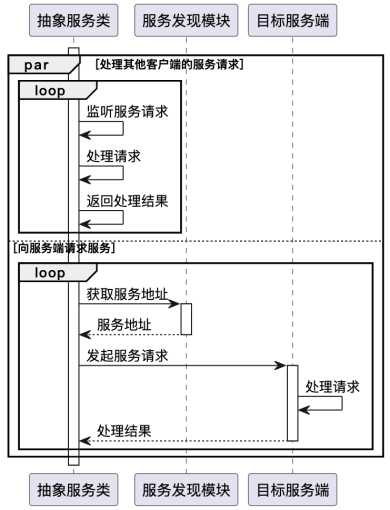 抽象服务类 服务发现模块 目标服务端
par [处理其他客户端的服务请求]
loop
监听服务请求
处理请求
返回处理结果
[向服务端请求服务]
loop
获取服务地址
服务地址
发起服务请求
处理请求
处理结果
抽象服务类 服务发现模块 目标服务端